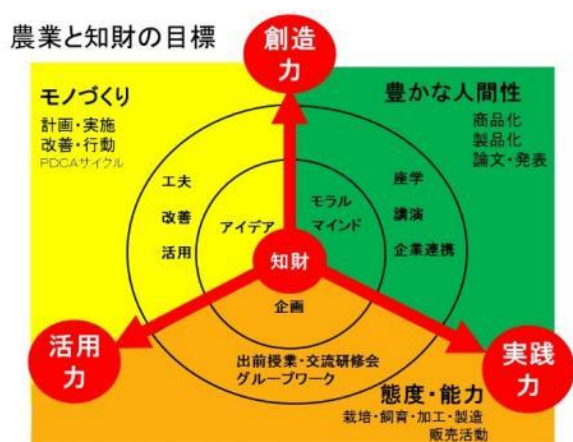 農業と知財の目標
創造
力
モノづくり
計画・実施
改善・行動
PDCAサイクル
豊かな人間性
商品化
製品化
論文・発表
工夫
改善
活用
アイデア
モラル
マインド
座学
講演
企業連携
知財
企画
活用
力
出前授業・交流研修会
グループワーク
実践
力
態度・能力
栽培・飼育・加工・製造
販売活動